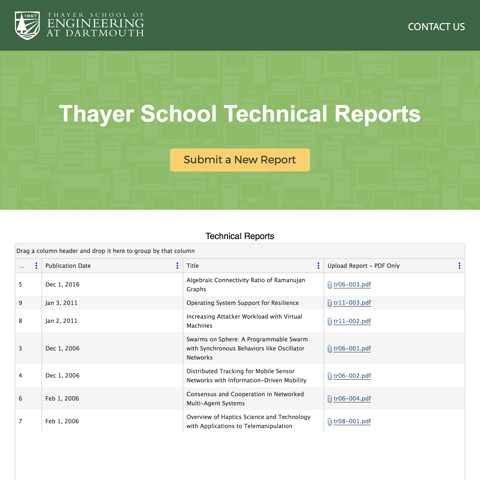 THAYER SCHOOL OF
ENGINEERING
AT DARTMOUTH
1867
CONTACT US
Thayer School Technical Reports
Submit a New Report
Technical Reports
Drag a column header and drop it here to group by that column
... Publication Date Title Upload Report – PDF Only
5 Dec 1, 2016 Algebraic Connectivity Ratio of Ramanujan tr06-003.pdf
Graphs
9 Jan 3, 2011 Operating System Support for Resilience tr11-003.pdf
8 Jan 2, 2011 Increasing Attacker Workload with Virtual tr11-002.pdf
Machines
3 Dec 1, 2006 Swarms on Sphere: A Programmable Swarm tr06-001.pdf
with Synchronous Behaviors like Oscillator
Networks
4 Dec 1, 2006 Distributed Tracking for Mobile Sensor tr06-002.pdf
Networks with Information-Driven Mobility
6 Feb 1, 2006 Consensus and Cooperation in Networked tr06-004.pdf
Multi-Agent Systems
7 Feb 1, 2006 Overview of Haptics Science and Technology tr08-001.pdf
with Applications to Telemanipulation